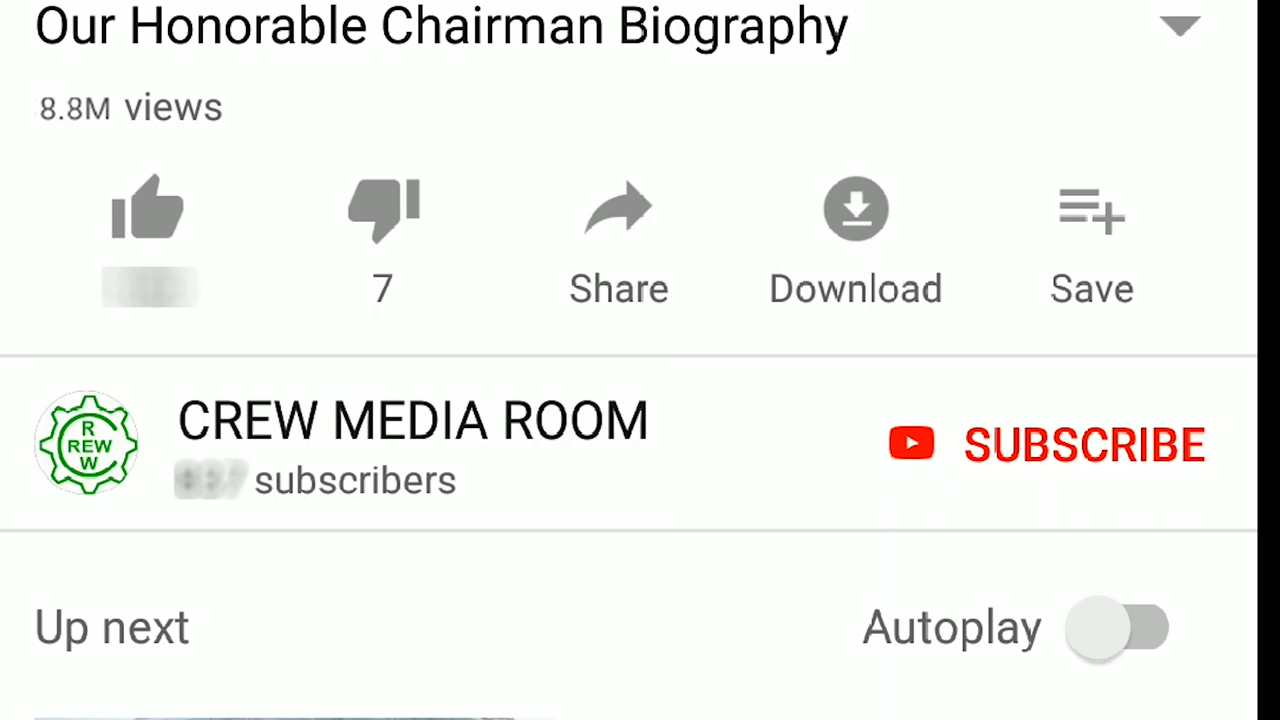 Our Honorable Chairman Biography
8.8M views
7
Share
Download
Save
R
REW
W
CREW MEDIA ROOM
subscribers
SUBSCRIBE
Up next
Autoplay